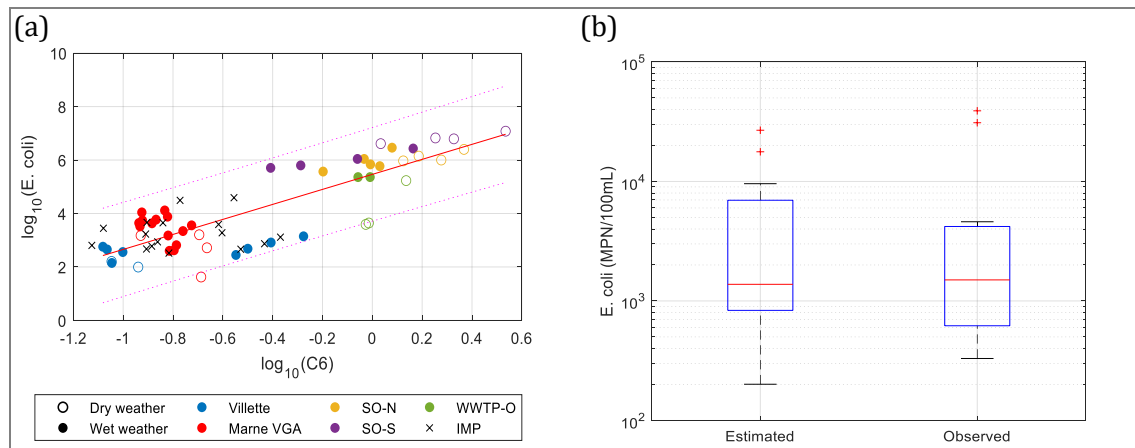 (a)
(b)
10
8
6
4
2
0
log10(E. coli)
-1.2 -1 -0.8 -0.6 -0.4 -0.2 0 0.2 0.4 0.6
log10(C6)
Dry weather Villette SO-N WWTP-O
Wet weather Marne VGA SO-S IMP
10^5
10^4
10^3
10^2
E. coli (MPN/100mL)
Estimated Observed